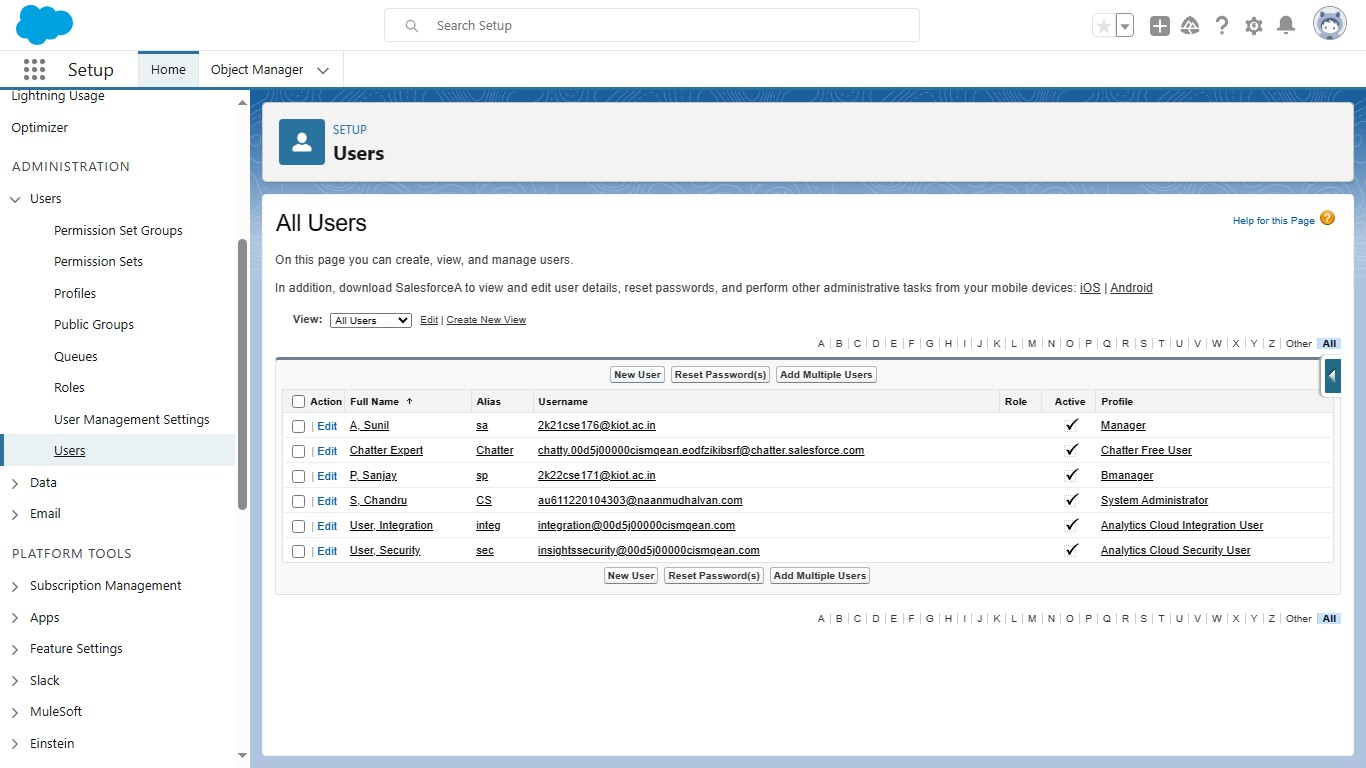 Search Setup
Setup
Home
Object Manager
Lightning Usage
Optimizer
ADMINISTRATION
Users
Permission Set Groups
Permission Sets
Profiles
Public Groups
Queues
Roles
User Management Settings
Users
Data
Email
PLATFORM TOOLS
Subscription Management
Apps
Feature Settings
Slack
MuleSoft
Einstein
SETUP
Users
All Users
Help for this Page ?
On this page you can create, view, and manage users.
In addition, download SalesforceA to view and edit user details, reset passwords, and perform other administrative tasks from your mobile devices: iOS | Android
View: All Users Edit | Create New View
A | B | C | D | E | F | G | H | I | J | K | L | M | N | O | P | Q | R | S | T | U | V | W | X | Y | Z | Other All
New User Reset Password(s) Add Multiple Users
Action Full Name ↑ Alias Username Role Active Profile
| Edit A, Sunil sa 2k21cse176@kiot.ac.in ✓ Manager
| Edit Chatter Expert Chatter chatty.00d5j00000cismqean.eodfzikibsrf@chatter.salesforce.com ✓ Chatter Free User
| Edit P, Sanjay sp 2k22cse171@kiot.ac.in ✓ Bmanager
| Edit S, Chandru CS au611220104303@naanmudhalvan.com ✓ System Administrator
| Edit User, Integration integ integration@00d5j00000cismqean.com ✓ Analytics Cloud Integration User
| Edit User, Security sec insightssecurity@00d5j00000cismqean.com ✓ Analytics Cloud Security User
New User Reset Password(s) Add Multiple Users
A | B | C | D | E | F | G | H | I | J | K | L | M | N | O | P | Q | R | S | T | U | V | W | X | Y | Z | Other All